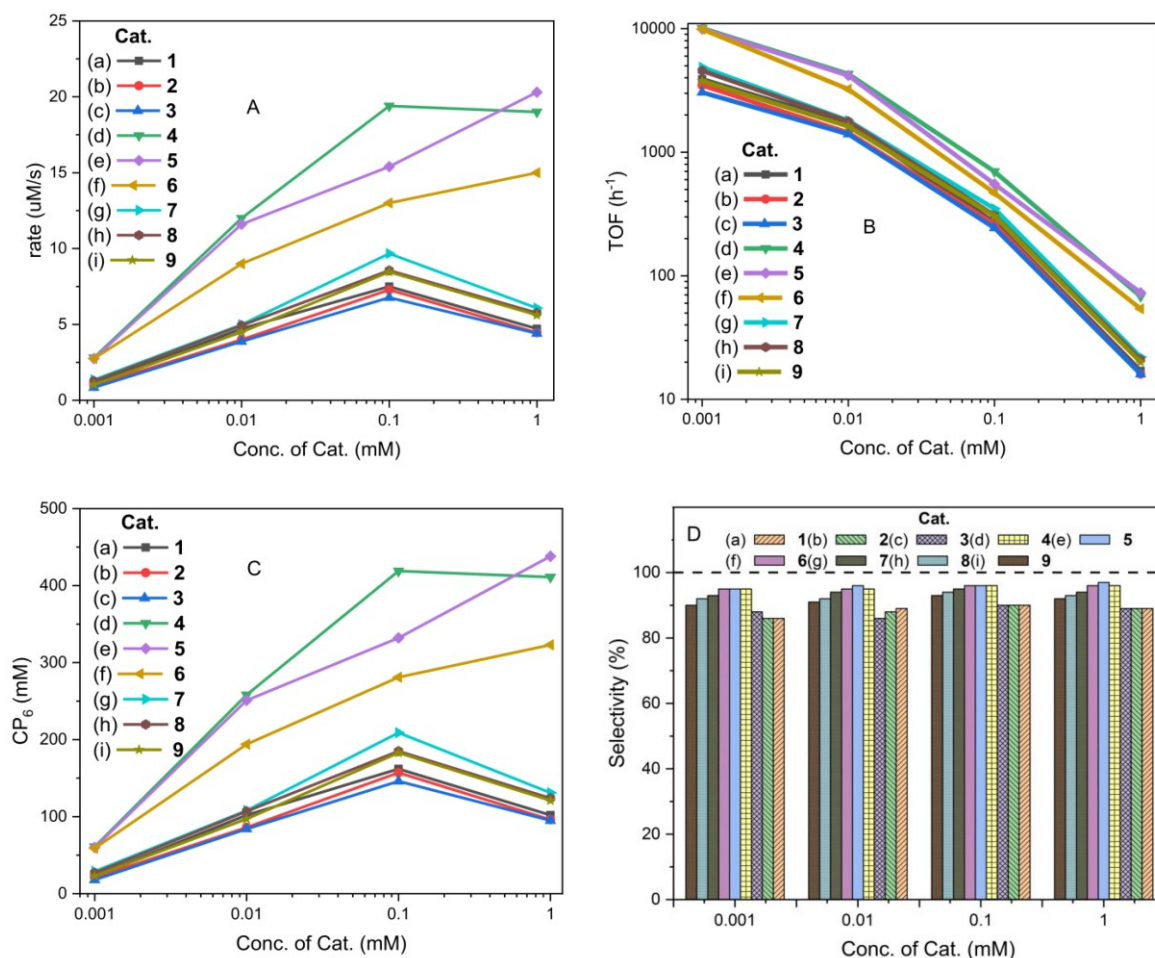 A
Cat.
(a) 1
(b) 2
(c) 3
(d) 4
(e) 5
(f) 6
(g) 7
(h) 8
(i) 9
25
20
15
10
5
0
rate (uM/s)
0.001 0.01 0.1 1
Conc. of Cat. (mM)
B
Cat.
(a) 1
(b) 2
(c) 3
(d) 4
(e) 5
(f) 6
(g) 7
(h) 8
(i) 9
10000
1000
100
10
TOF (h⁻¹)
0.001 0.01 0.1 1
Conc. of Cat. (mM)
C
Cat.
(a) 1
(b) 2
(c) 3
(d) 4
(e) 5
(f) 6
(g) 7
(h) 8
(i) 9
500
400
300
200
100
0
CP₆ (mM)
0.001 0.01 0.1 1
Conc. of Cat. (mM)
D
Cat.
(a) 1(b) 2(c) 3(d) 4(e) 5
(f) 6(g) 7(h) 8(i) 9
100
80
60
40
20
0
Selectivity (%)
0.001 0.01 0.1 1
Conc. of Cat. (mM)